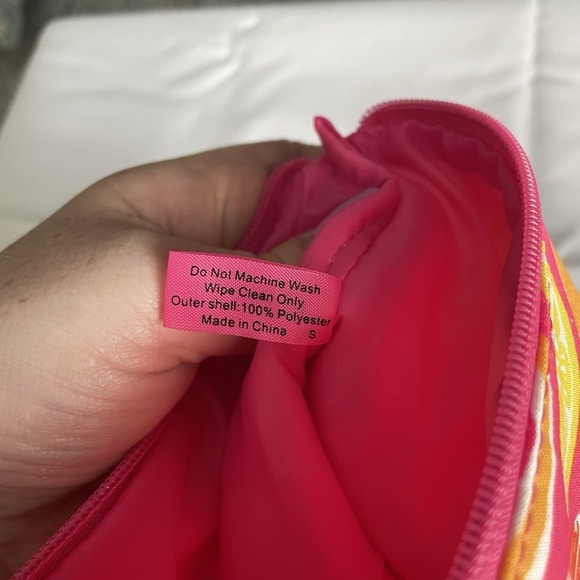 Do Not Machine Wash
Wipe Clean Only
Outer shell:100% Polyester
Made in China S